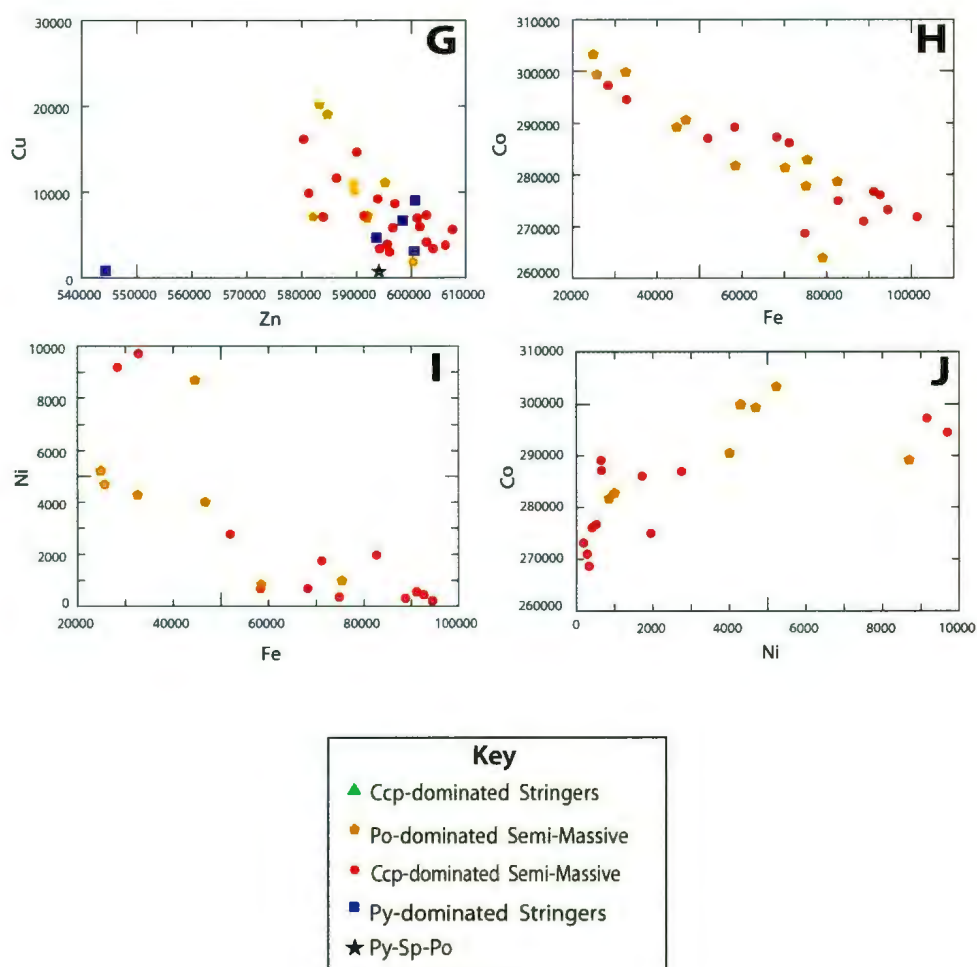 30000
20000
10000
0
Cu
540000 550000 560000 570000 580000 590000 600000 610000
Zn
G
310000
300000
290000
280000
270000
260000
Co
20000 40000 60000 80000 100000
Fe
H
10000
8000
6000
4000
2000
0
Ni
20000 40000 60000 80000 100000
Fe
I
310000
300000
290000
280000
270000
260000
Co
0 2000 4000 6000 8000 10000
Ni
J
Key
Ccp-dominated Stringers
Po-dominated Semi-Massive
Ccp-dominated Semi-Massive
Py-dominated Stringers
Py-Sp-Po